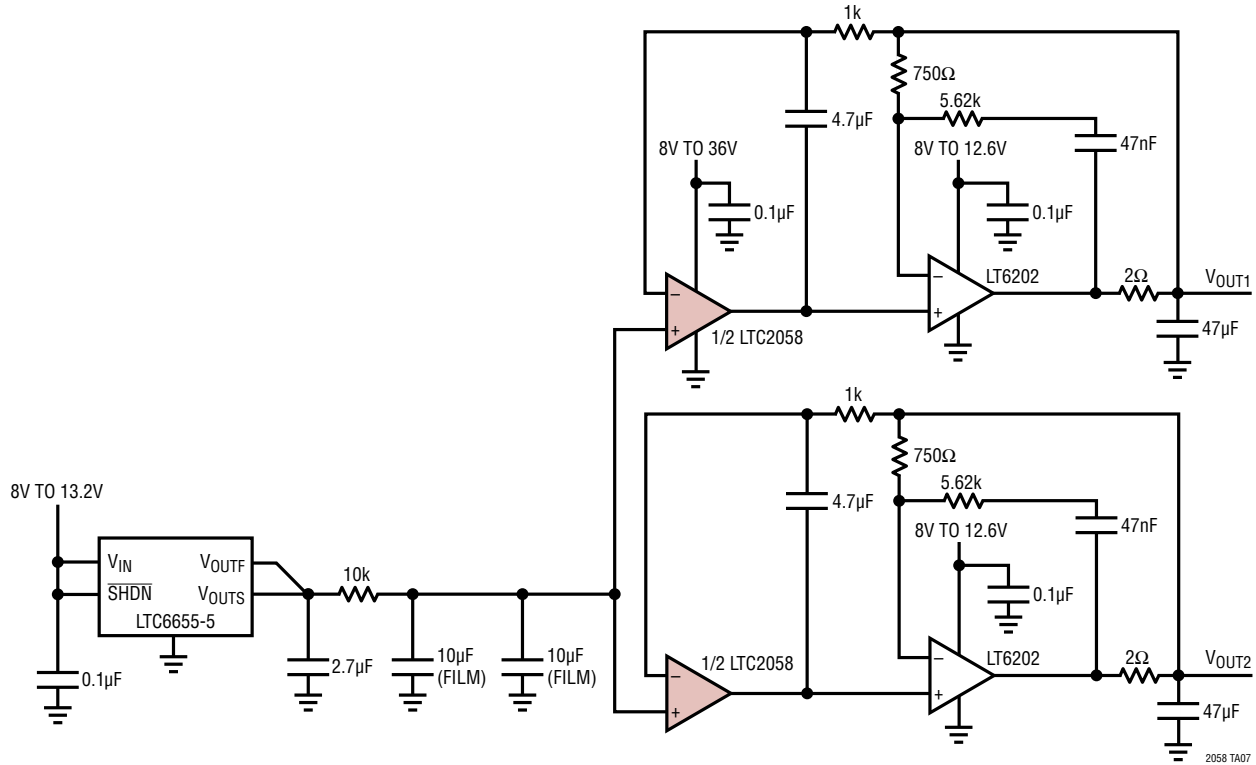 1k
750Ω
5.62k
4.7µF
47nF
8V TO 36V
8V TO 12.6V
0.1µF
0.1µF
LT6202
2Ω
VOUT1
–
+
–
+
1/2 LTC2058
47µF
1k
750Ω
5.62k
4.7µF
47nF
8V TO 12.6V
0.1µF
8V TO 13.2V
VIN
VOUTF
SHDN
VOUTS
LTC6655-5
10k
0.1µF
2.7µF
10µF
(FILM)
10µF
(FILM)
1/2 LTC2058
LT6202
2Ω
VOUT2
–
+
–
+
47µF
2058 TA07